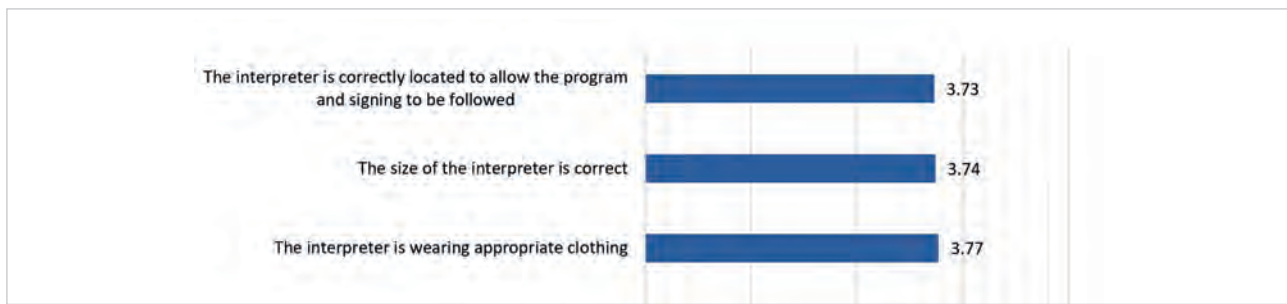 The interpreter is correctly located to allow the program
and signing to be followed
3.73
The size of the interpreter is correct
3.74
The interpreter is wearing appropriate clothing
3.77